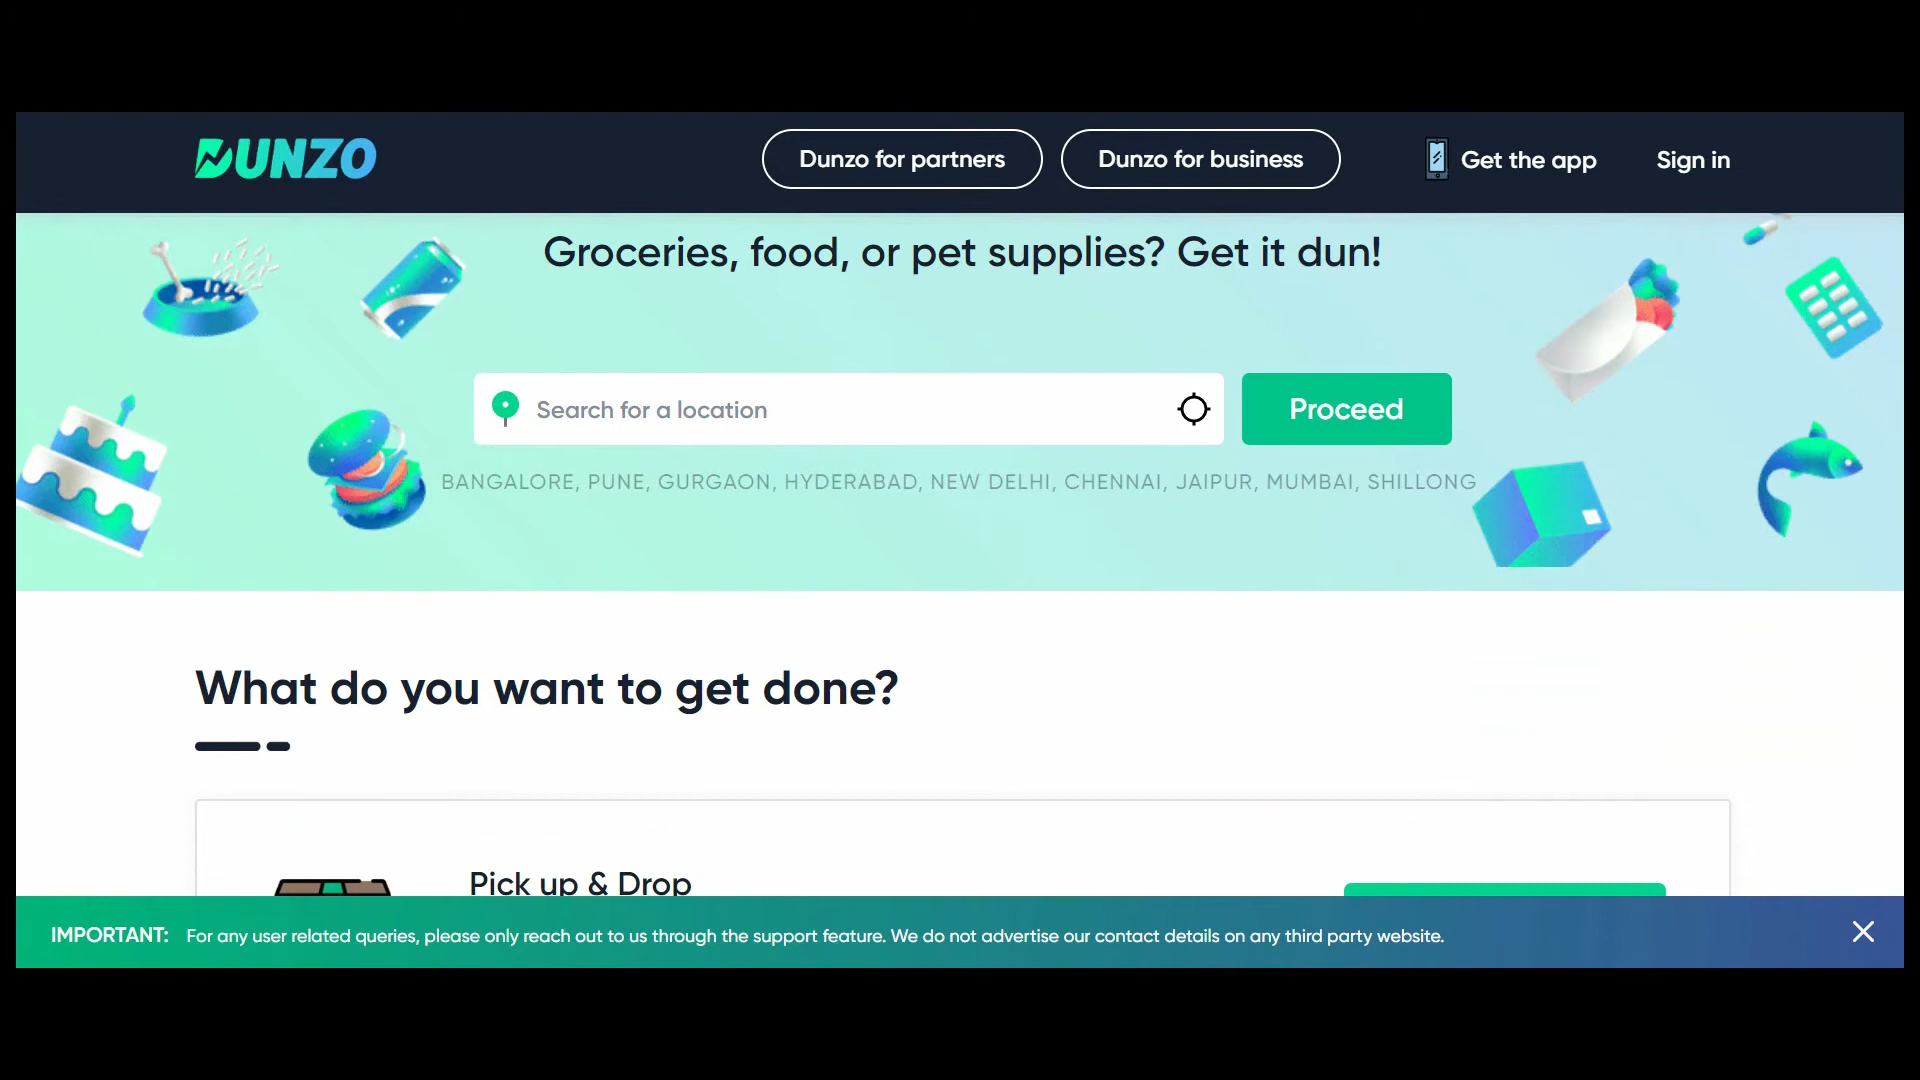 DUNZO
Dunzo for partners
Dunzo for business
Get the app
Sign in
Groceries, food, or pet supplies? Get it dun!
Search for a location
Proceed
BANGALORE, PUNE, GURGAON, HYDERABAD, NEW DELHI, CHENNAI, JAIPUR, MUMBAI, SHILLONG
What do you want to get done?
Pick up & Drop
IMPORTANT: For any user related queries, please only reach out to us through the support feature. We do not advertise our contact details on any third party website.